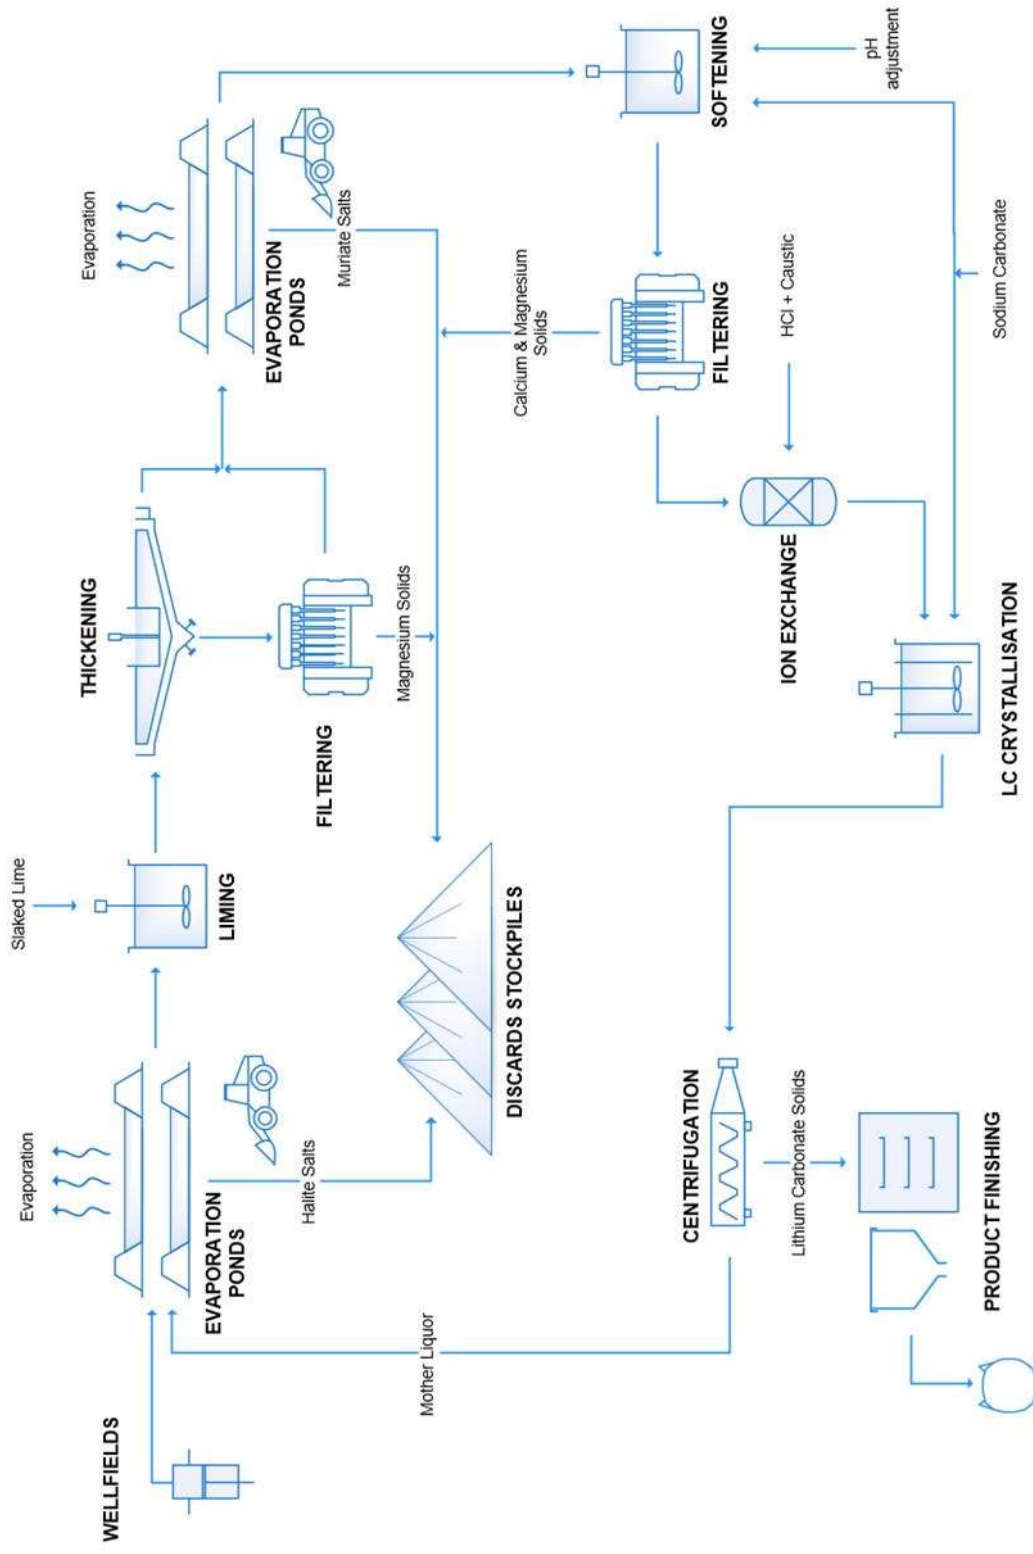 WELLFIELDS
Evaporation
EVAPORATION
PONDS
Halite Salts
Slaked Lime
LIMING
THICKENING
FILTERING
Magnesium Solids
Evaporation
EVAPORATION
PONDS
Muriate Salts
DISCARDS STOCKPILES
Mother Liquor
Calcium & Magnesium
Solids
SOFTENING
pH
adjustment
FILTERING
HCl + Caustic
ION EXCHANGE
Sodium Carbonate
LC CRYSTALLISATION
CENTRIFUGATION
Lithium Carbonate Solids
PRODUCT FINISHING